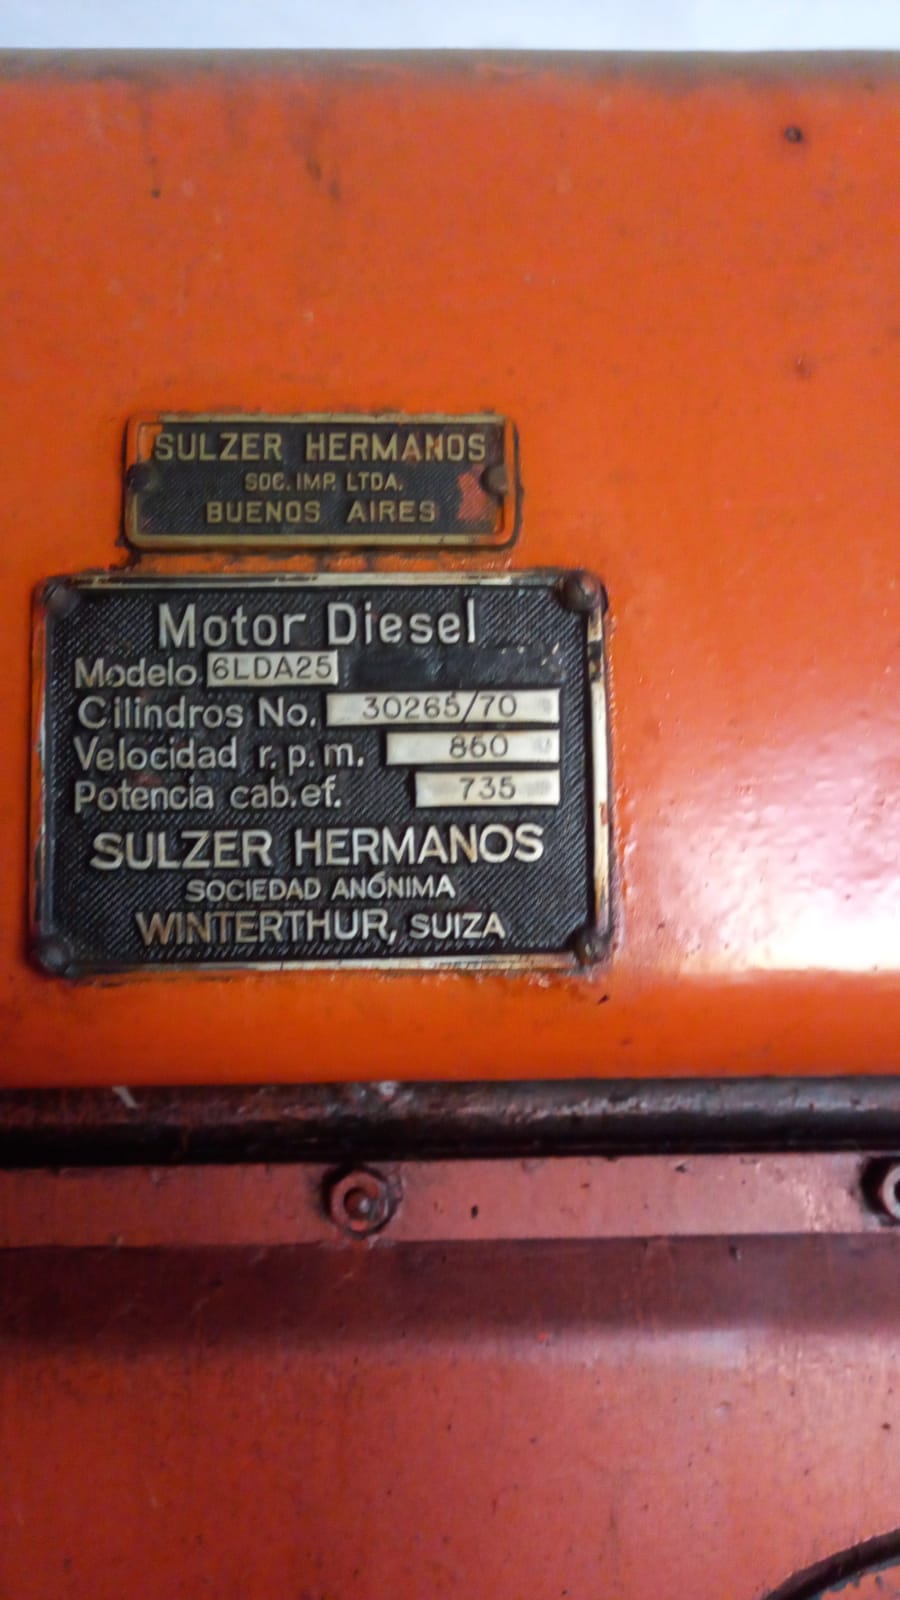 SULZER HERMANOS
SOC. IMP. LTDA.
BUENOS AIRES
Motor Diesel
Modelo 6LDA25
Cilindros No. 30265/70
Velocidad r.p.m. 850
Potencia cab.ef. 735
SULZER HERMANOS
SOCIEDAD ANÓNIMA
WINTERTHUR, SUIZA